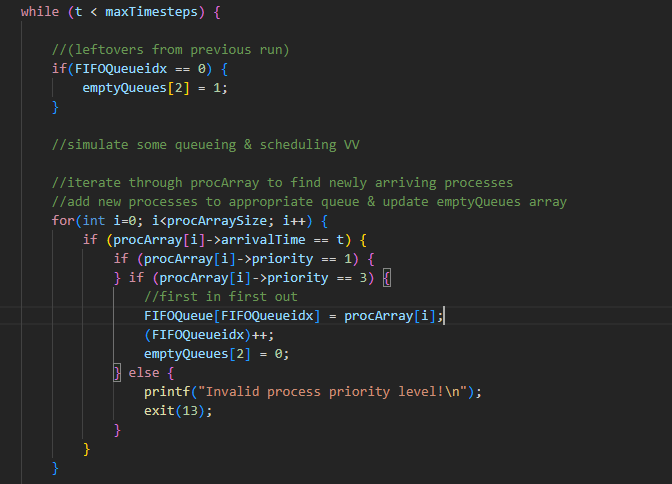 while (t < maxTimesteps) {
//(leftovers from previous run)
if(FIFOQueueidx == 0) {
emptyQueues[2] = 1;
}
//simulate some queueing & scheduling VV
//iterate through procArray to find newly arriving processes
//add new processes to appropriate queue & update emptyQueues array
for(int i=0; i<procArraySize; i++) {
if (procArray[i]->arrivalTime == t) {
if (procArray[i]->priority == 1) {
} if (procArray[i]->priority == 3) {
//first in first out
FIFOQueue[FIFOQueueidx] = procArray[i];
(FIFOQueueidx)++;
emptyQueues[2] = 0;
} else {
printf("Invalid process priority level!\n");
exit(13);
}
}
}